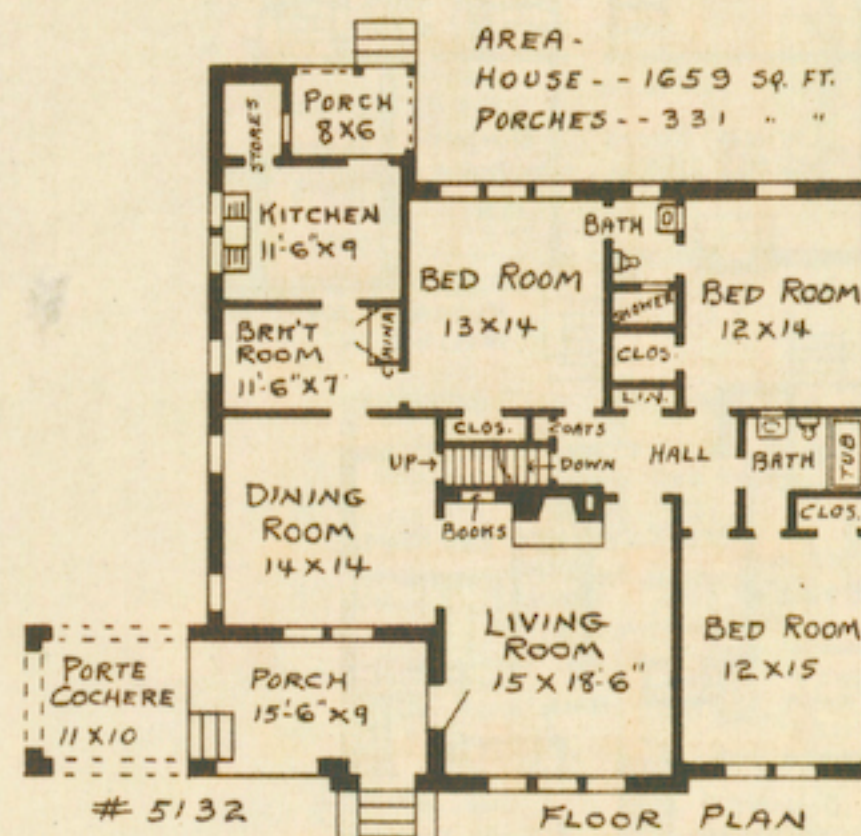 AREA -
HOUSE - - 1659 SQ. FT.
PORCHES - - 331 " "
PORCH
8X6
STORES
KITCHEN
11'-6"X9
BRK'T
ROOM
11'-6"X7
CHINA
BED ROOM
13X14
BATH
SHOWER
CLOS.
LIN.
BED ROOM
12X14
CLOS.
COATS
UP
DOWN
HALL
BATH
TUB
CLOS.
BOOKS
DINING
ROOM
14X14
LIVING
ROOM
15X18'-6"
BED ROOM
12X15
PORTE
COCHERE
11X10
PORCH
15'-6"X9
# 5132
FLOOR PLAN